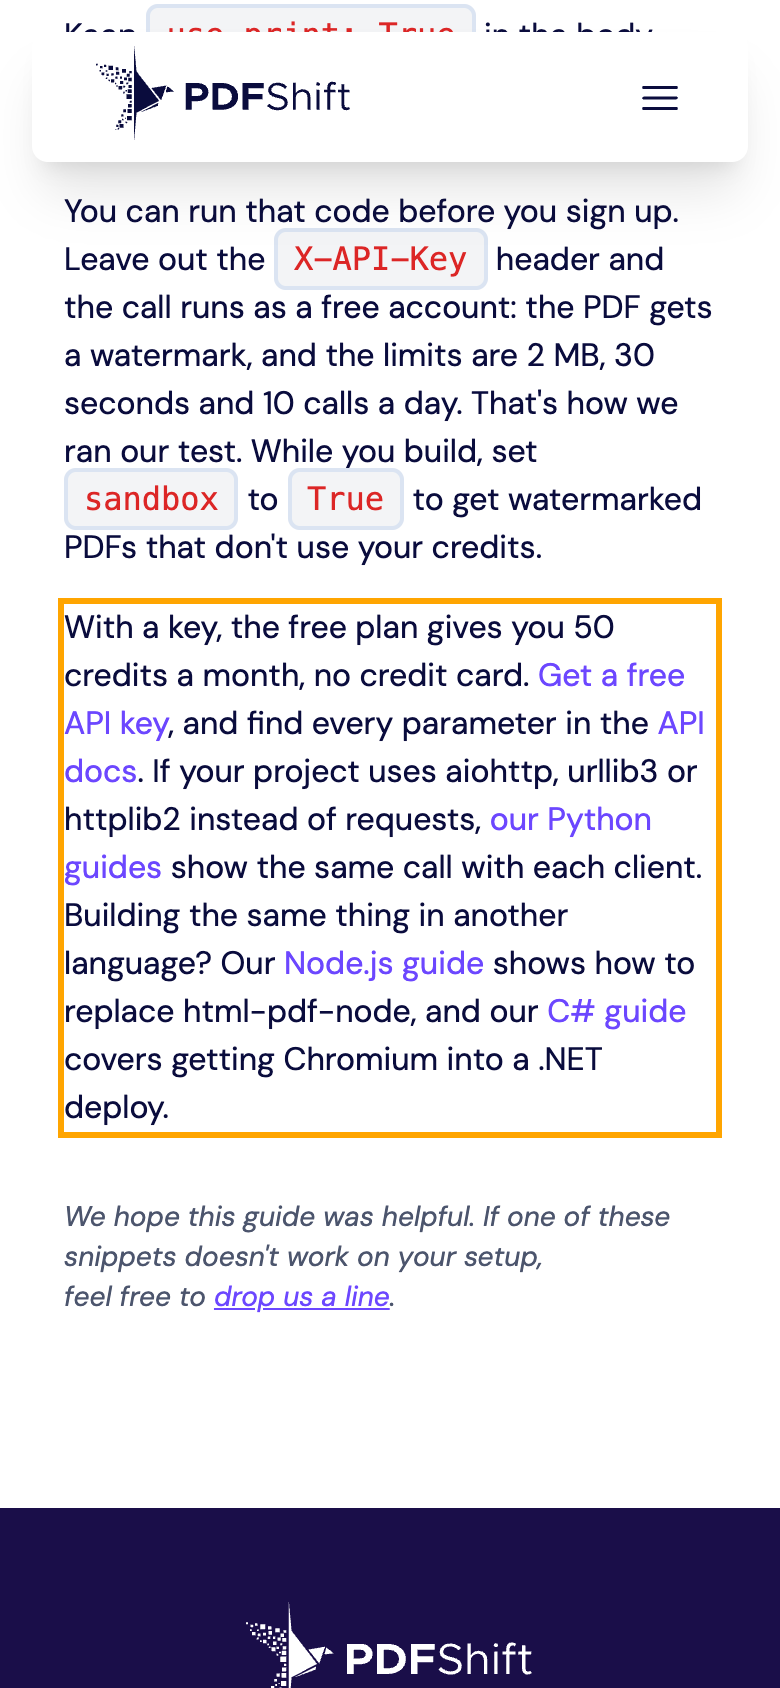 Keep use_print: True in the body
PDFShift
You can run that code before you sign up.
Leave out the X-API-Key header and
the call runs as a free account: the PDF gets
a watermark, and the limits are 2 MB, 30
seconds and 10 calls a day. That's how we
ran our test. While you build, set
sandbox to True to get watermarked
PDFs that don't use your credits.
With a key, the free plan gives you 50
credits a month, no credit card. Get a free
API key, and find every parameter in the API
docs. If your project uses aiohttp, urllib3 or
httplib2 instead of requests, our Python
guides show the same call with each client.
Building the same thing in another
language? Our Node.js guide shows how to
replace html-pdf-node, and our C# guide
covers getting Chromium into a .NET
deploy.
We hope this guide was helpful. If one of these
snippets doesn't work on your setup,
feel free to drop us a line.
PDFShift